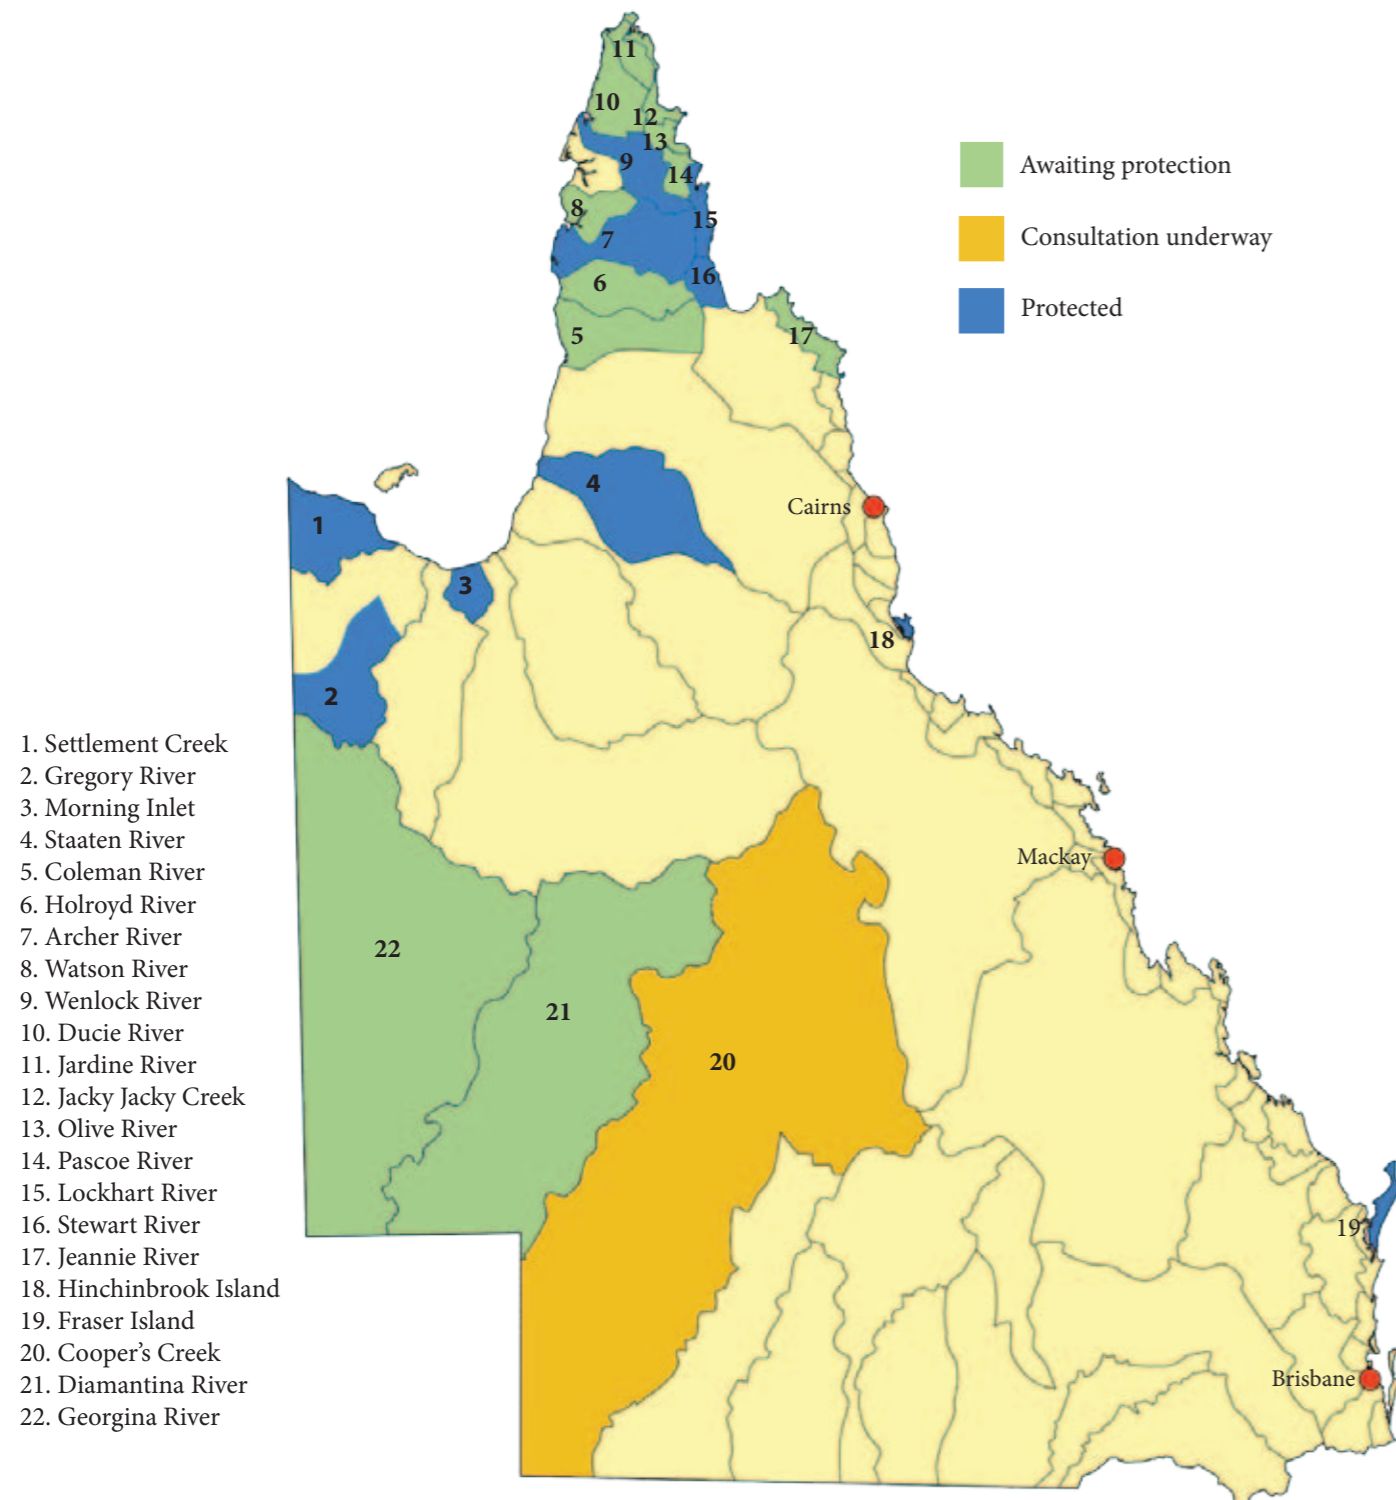 11
10
12
13
9
14
8
15
7
16
6
5
17
4
1
3
2
18
22
21
20
19
Cairns
Mackay
Brisbane
Awaiting protection
Consultation underway
Protected
1. Settlement Creek
2. Gregory River
3. Morning Inlet
4. Staaten River
5. Coleman River
6. Holroyd River
7. Archer River
8. Watson River
9. Wenlock River
10. Ducie River
11. Jardine River
12. Jacky Jacky Creek
13. Olive River
14. Pascoe River
15. Lockhart River
16. Stewart River
17. Jeannie River
18. Hinchinbrook Island
19. Fraser Island
20. Cooper’s Creek
21. Diamantina River
22. Georgina River